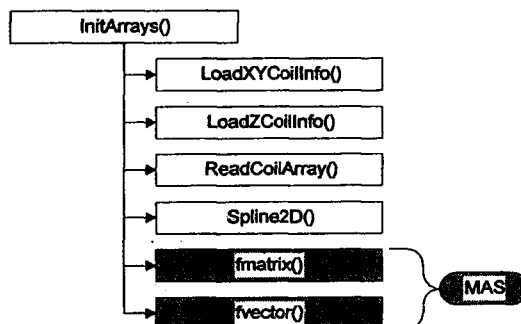 InitArrays()
LoadXYCoilInfo()
LoadZCoilInfo()
ReadCoilArray()
Spline2D()
fmatrix()
MAS
fvector()